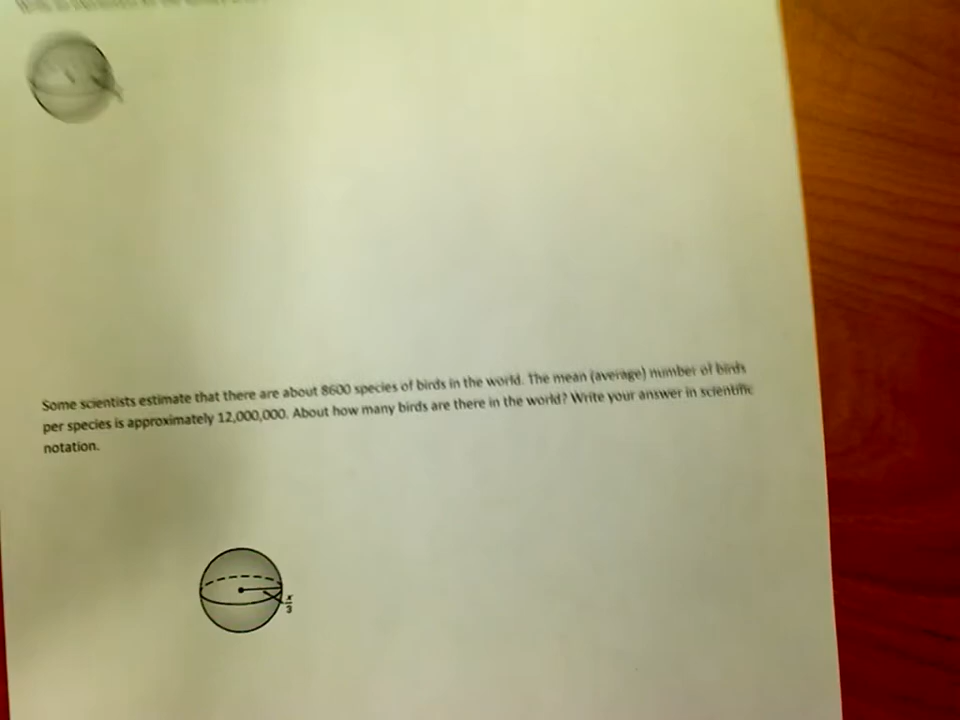 Some scientists estimate that there are about 8600 species of birds in the world. The mean (average) number of birds
per species is approximately 12,000,000. About how many birds are there in the world? Write your answer in scientific
notation.
x
3